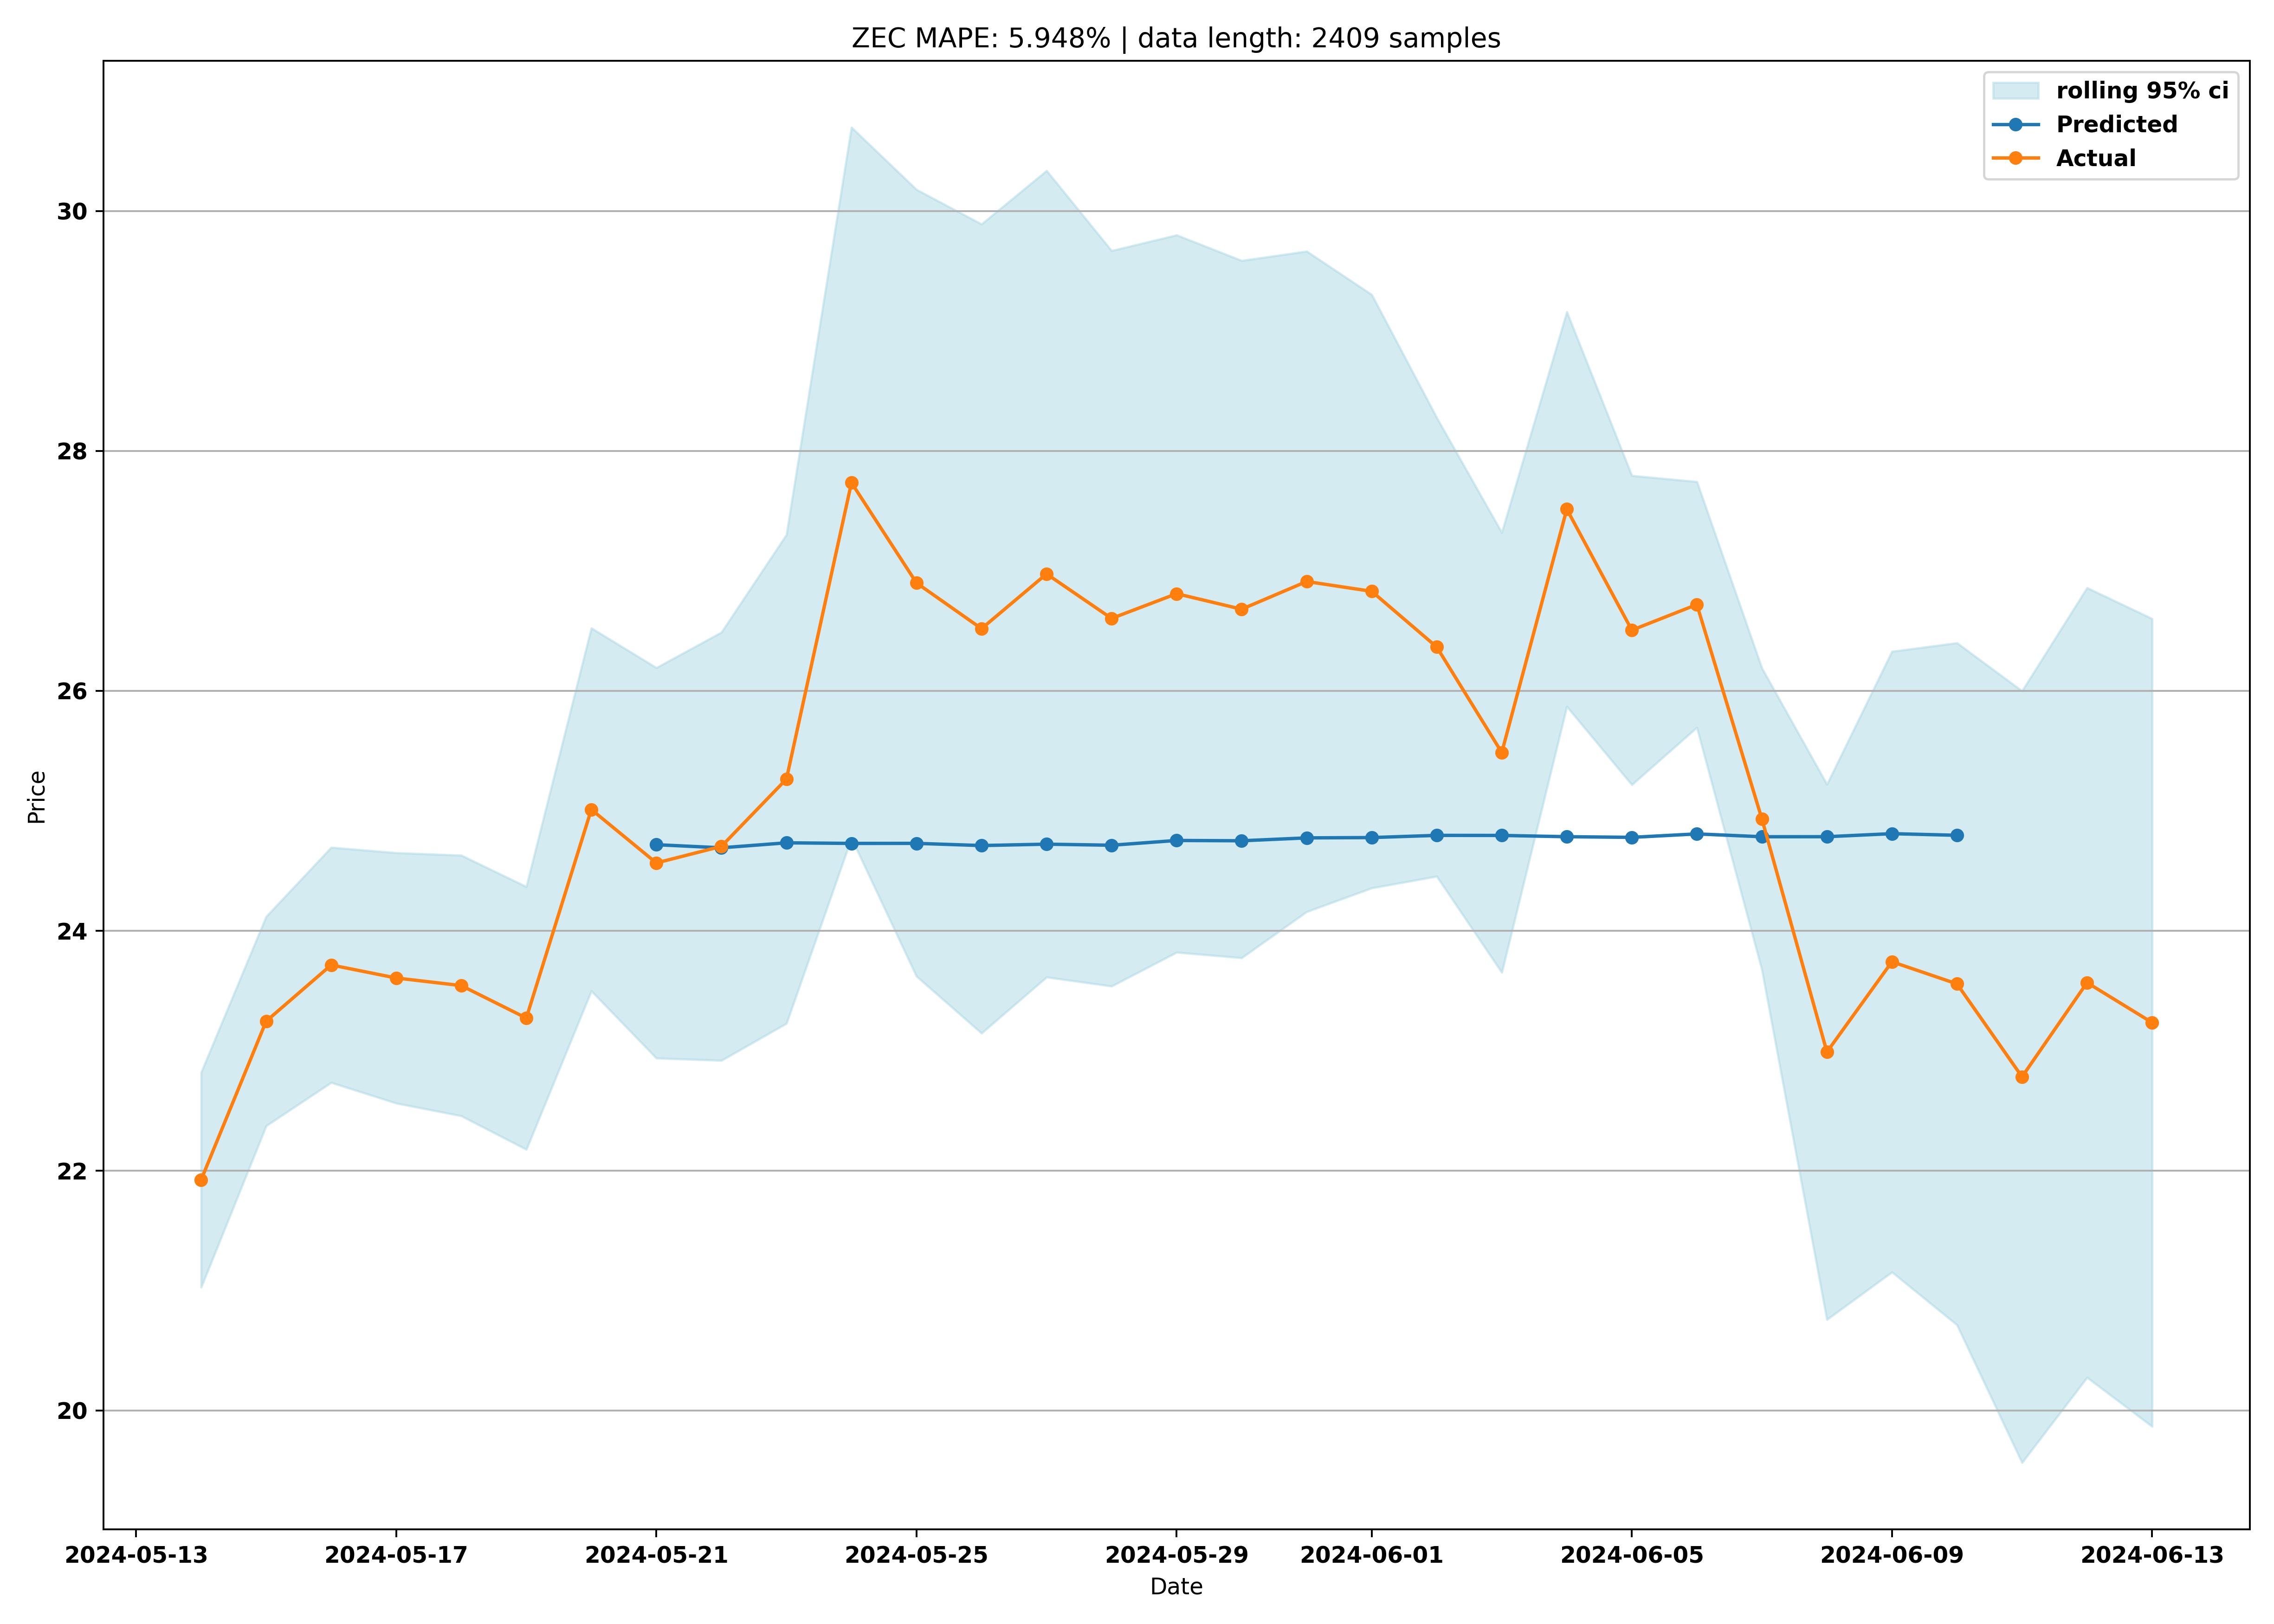 ZEC MAPE: 5.948% | data length: 2409 samples
rolling 95% ci
Predicted
Actual
30
28
26
24
22
20
Price
2024-05-13 2024-05-17 2024-05-21 2024-05-25 2024-05-29 2024-06-01 2024-06-05 2024-06-09 2024-06-13
Date